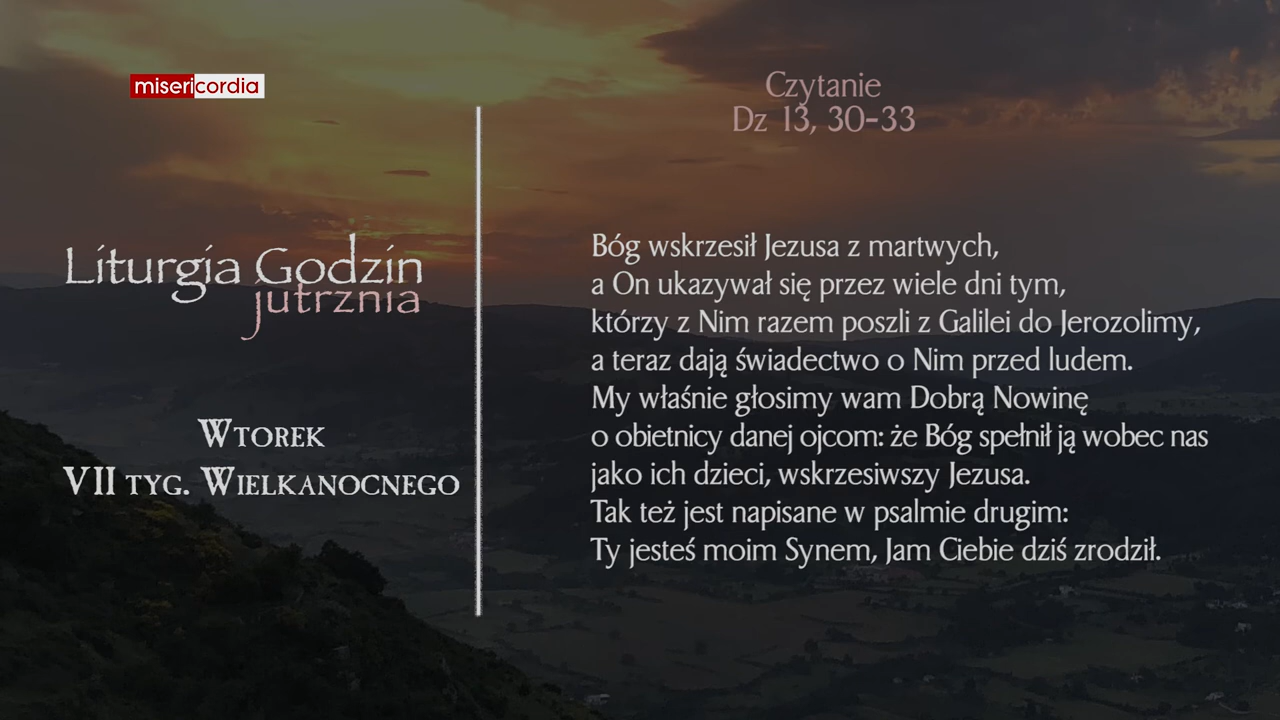 misericordia
Liturgia Godzin
jutrznia
Wtorek
VII tyg. Wielkanocnego
Czytanie
Dz 13, 30-33
Bóg wskrzesił Jezusa z martwych,
a On ukazywał się przez wiele dni tym,
którzy z Nim razem poszli z Galilei do Jerozolimy,
a teraz dają świadectwo o Nim przed ludem.
My właśnie głosimy wam Dobrą Nowinę
o obietnicy danej ojcom: że Bóg spełnił ją wobec nas
jako ich dzieci, wskrzesiwszy Jezusa.
Tak też jest napisane w psalmie drugim:
Ty jesteś moim Synem, Jam Ciebie dziś zrodził.